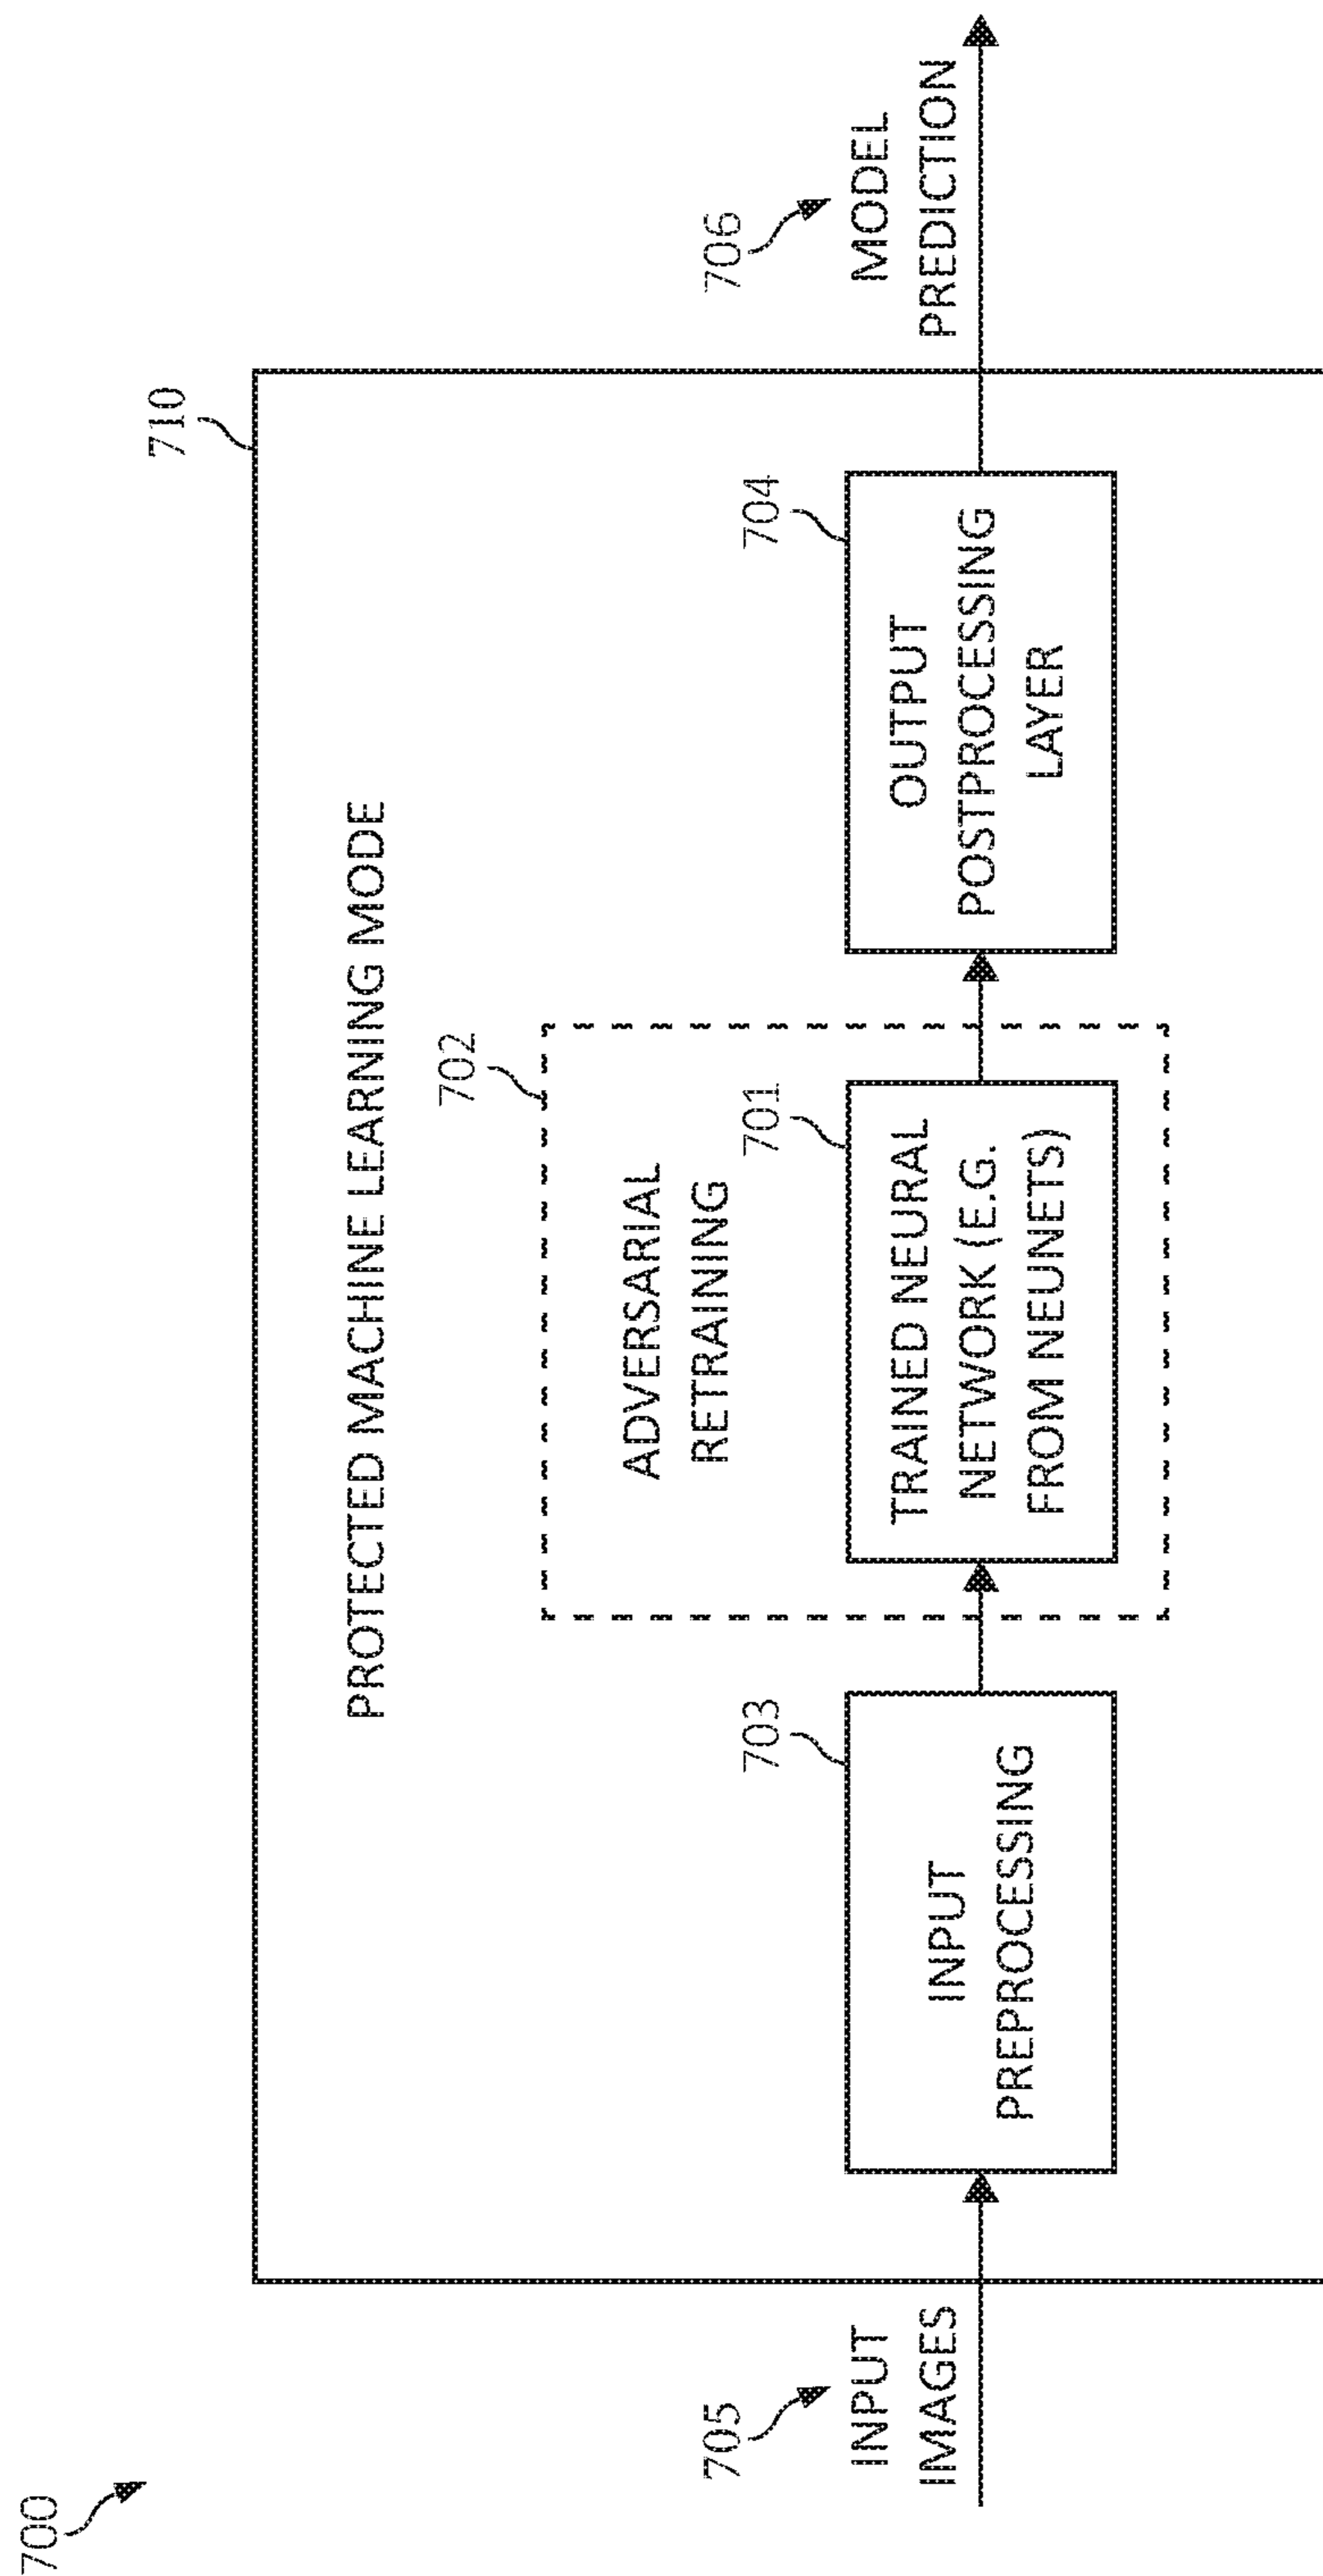 700
710
PROTECTED MACHINE LEARNING MODE
702
ADVERSARIAL
RETRAINING
705
INPUT
IMAGES
703
INPUT
PREPROCESSING
701
TRAINED NEURAL
NETWORK (E.G.
FROM NEUNETS)
704
OUTPUT
POSTPROCESSING
LAYER
706
MODEL
PREDICTION